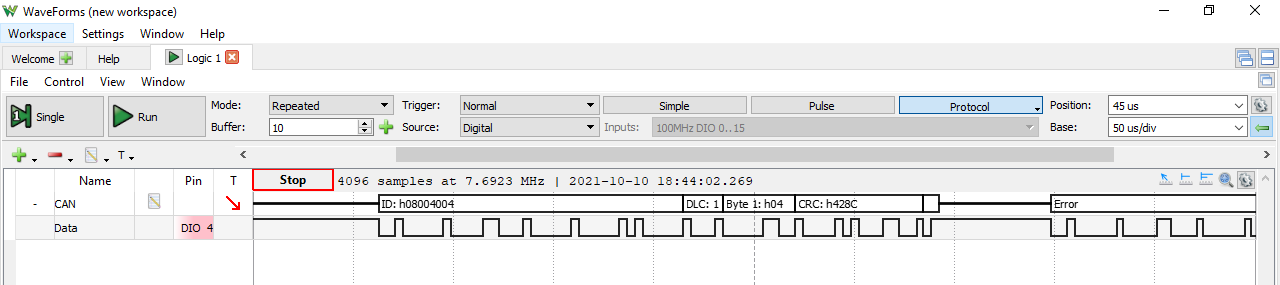 WaveForms (new workspace)
Workspace Settings Window Help
Welcome Help Logic 1
File Control View Window
Single Run Mode: Repeated Trigger: Normal Simple Pulse Protocol Position: 45 us
Buffer: 10 Source: Digital Inputs: 100MHz DIO 0..15 Base: 50 us/div
T
Name Pin T Stop 4096 samples at 7.6923 MHz | 2021-10-10 18:44:02.269
- CAN ID: h08004004 DLC: 1 Byte 1: h04 CRC: h428C Error
Data DIO 4